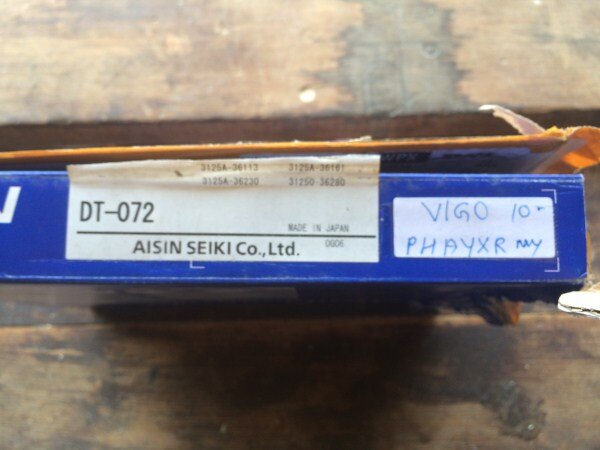 3125A-36113 3125A-36161
3125A-36230 31250-36280
DT-072
MADE IN JAPAN
AISIN SEIKI Co.,Ltd. 0G06
VIGO 10-
PHAYXR